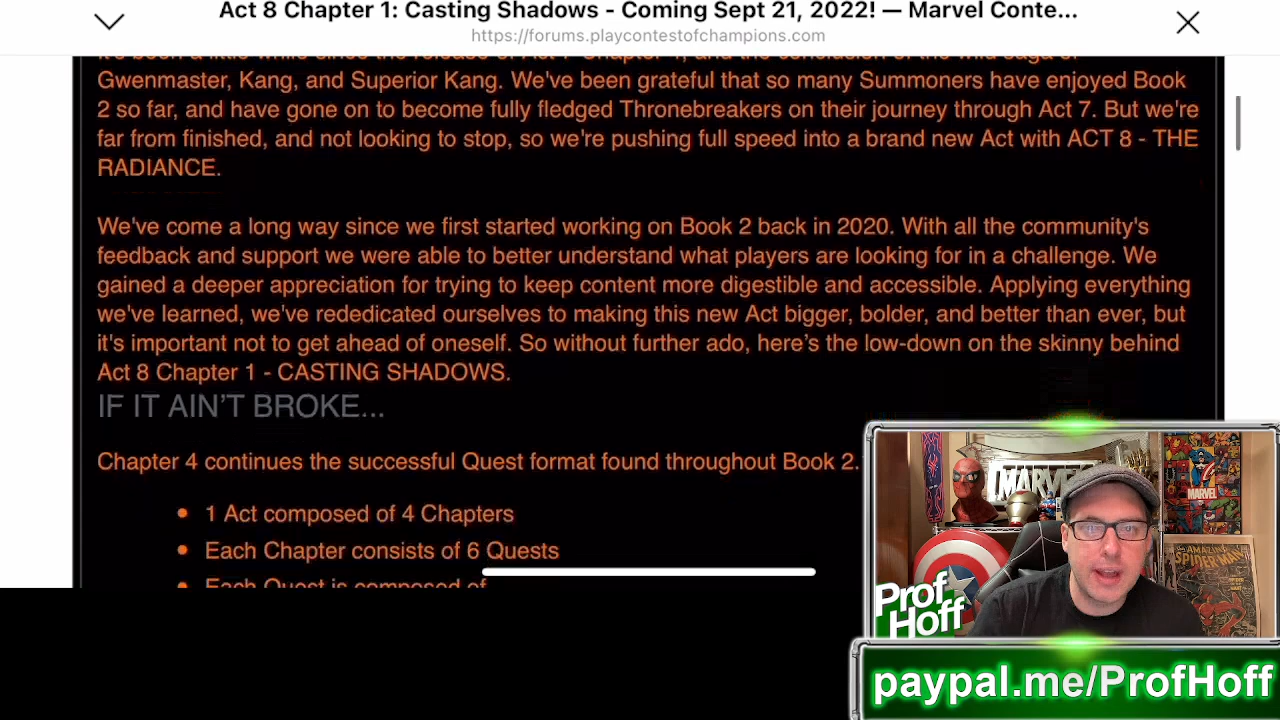 Act 8 Chapter 1: Casting Shadows - Coming Sept 21, 2022! — Marvel Conte...
https://forums.playcontestofchampions.com
Gwenmaster, Kang, and Superior Kang. We've been grateful that so many Summoners have enjoyed Book
2 so far, and have gone on to become fully fledged Thronebreakers on their journey through Act 7. But we're
far from finished, and not looking to stop, so we're pushing full speed into a brand new Act with ACT 8 - THE
RADIANCE.
We've come a long way since we first started working on Book 2 back in 2020. With all the community's
feedback and support we were able to better understand what players are looking for in a challenge. We
gained a deeper appreciation for trying to keep content more digestible and accessible. Applying everything
we've learned, we've rededicated ourselves to making this new Act bigger, bolder, and better than ever, but
it's important not to get ahead of oneself. So without further ado, here’s the low-down on the skinny behind
Act 8 Chapter 1 - CASTING SHADOWS.
IF IT AIN’T BROKE...
Chapter 4 continues the successful Quest format found throughout Book 2.
• 1 Act composed of 4 Chapters
• Each Chapter consists of 6 Quests
• Each Quest is composed of
MARVEL
MARVEL
AMAZING
SPIDER-MAN
Prof
Hoff
paypal.me/ProfHoff